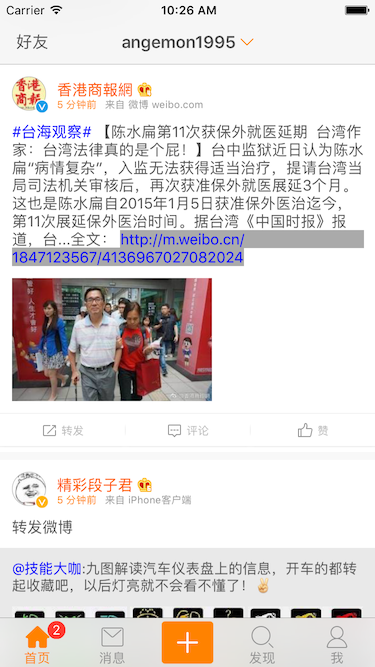 Carrier 10:26 AM
好友 angemon1995
香港商報網
5 分钟前 来自 微博 weibo.com
#台海观察# 【陈水扁第11次获保外就医延期 台湾作
家：台湾法律真的是个屁！】台中监狱近日认为陈水
扁“病情复杂”，入监无法获得适当治疗，提请台湾当
局司法机关审核后，再次获准保外就医展延3个月。
这也是陈水扁自2015年1月5日获准保外医治迄今，
第11次展延保外医治时间。据台湾《中国时报》报
道，台...全文： http://m.weibo.cn/
1847123567/4136967027082024
转发 评论 赞
精彩段子君
5 分钟前 来自 iPhone客户端
转发微博
@技能大咖:九图解读汽车仪表盘上的信息，开车的都转
起收藏吧，以后灯亮就不会看不懂了！✌
2
首页 消息 发现 我